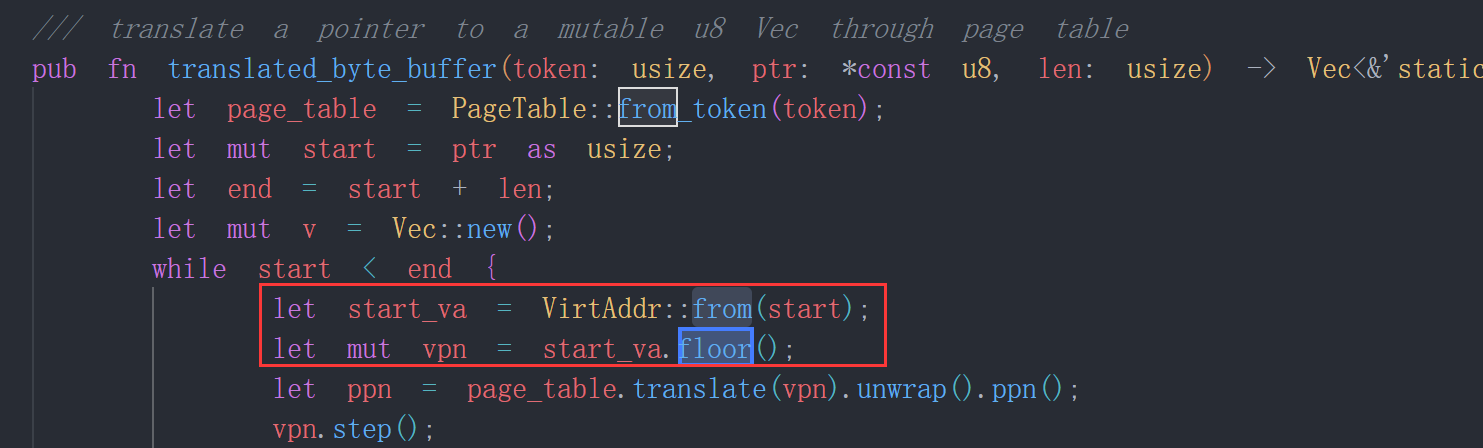 /// translate a pointer to a mutable u8 Vec through page table
pub fn translated_byte_buffer(token: usize, ptr: *const u8, len: usize) -> Vec<&'static
let page_table = PageTable::from_token(token);
let mut start = ptr as usize;
let end = start + len;
let mut v = Vec::new();
while start < end {
let start_va = VirtAddr::from(start);
let mut vpn = start_va.floor();
let ppn = page_table.translate(vpn).unwrap().ppn();
vpn.step();